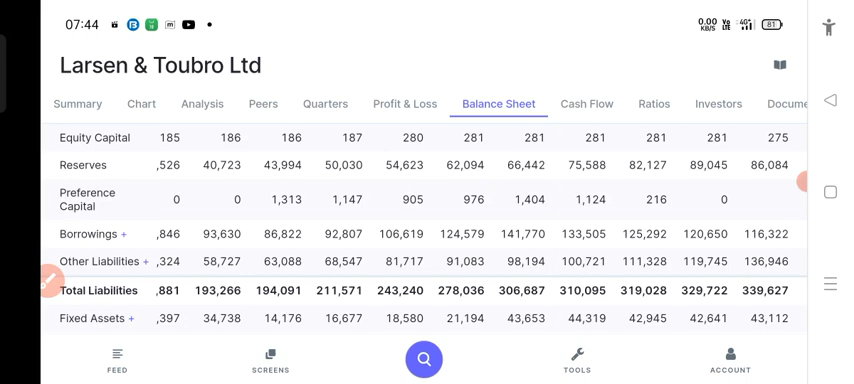 07:44
0.00 KB/S Vo LTE 4G+ 81
Larsen & Toubro Ltd
Summary Chart Analysis Peers Quarters Profit & Loss Balance Sheet Cash Flow Ratios Investors Docume
Equity Capital 185 186 186 187 280 281 281 281 281 281 275
Reserves ,526 40,723 43,994 50,030 54,623 62,094 66,442 75,588 82,127 89,045 86,084
Preference Capital 0 0 1,313 1,147 905 976 1,404 1,124 216 0
Borrowings + ,846 93,630 86,822 92,807 106,619 124,579 141,770 133,505 125,292 120,650 116,322
Other Liabilities + ,324 58,727 63,088 68,547 81,717 91,083 98,194 100,721 111,328 119,745 136,946
Total Liabilities ,881 193,266 194,091 211,571 243,240 278,036 306,687 310,095 319,028 329,722 339,627
Fixed Assets + ,397 34,738 14,176 16,677 18,580 21,194 43,653 44,319 42,945 42,641 43,112
FEED SCREENS TOOLS ACCOUNT